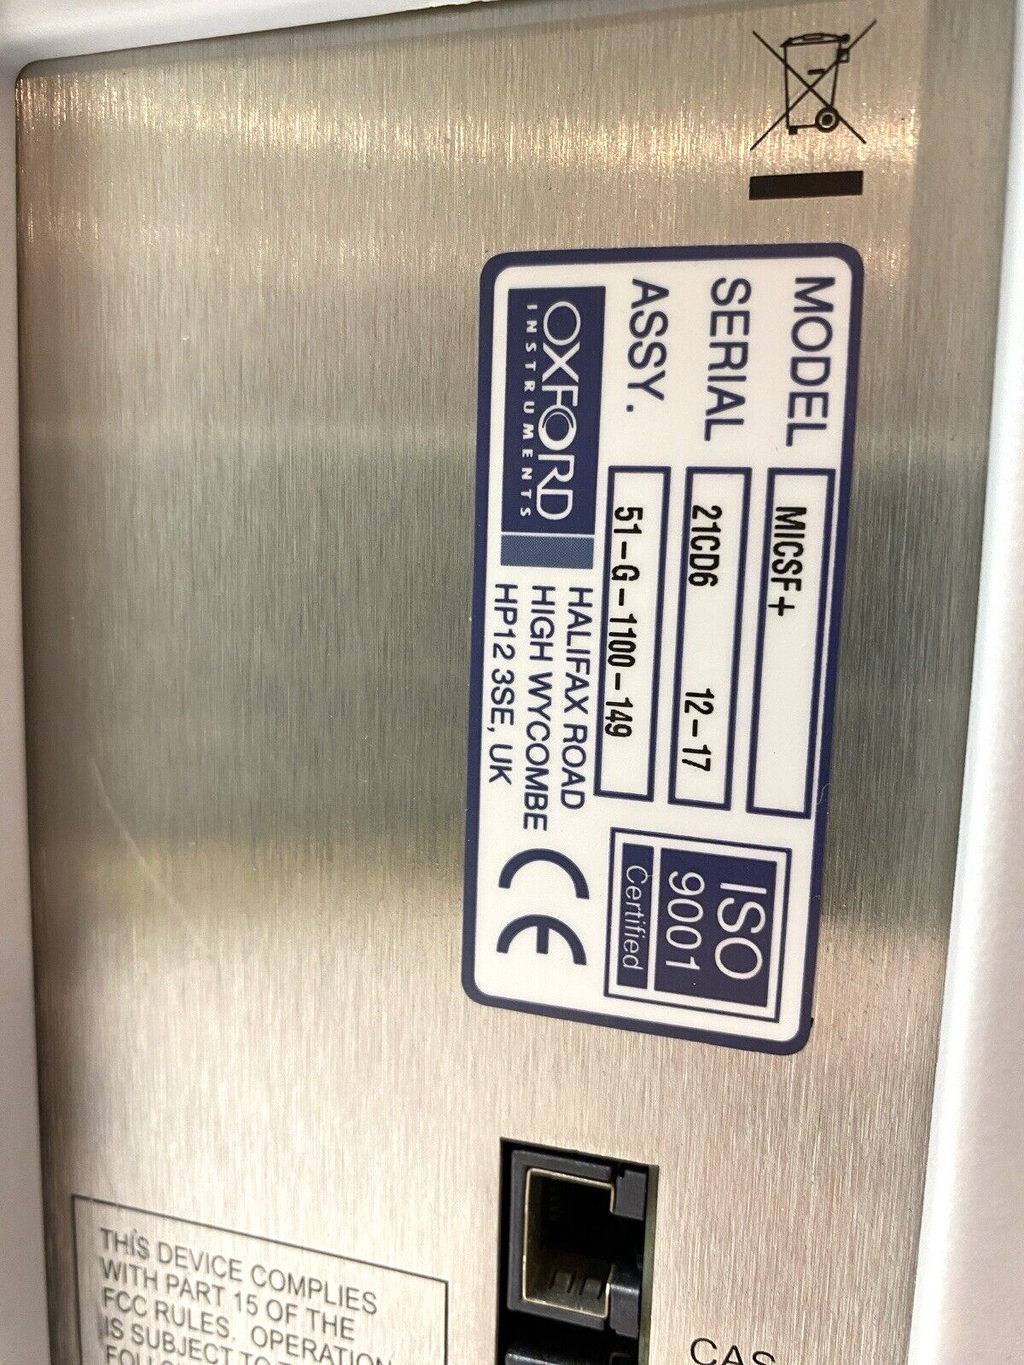 MODEL MICSF+
SERIAL 21CD6 12-17
ASSY. 51-G-1100-149
ISO
9001
Certified
OXFORD
INSTRUMENTS
HALIFAX ROAD
HIGH WYCOMBE
HP12 3SE, UK
CE
THIS DEVICE COMPLIES
WITH PART 15 OF THE
FCC RULES. OPERATION
IS SUBJECT TO